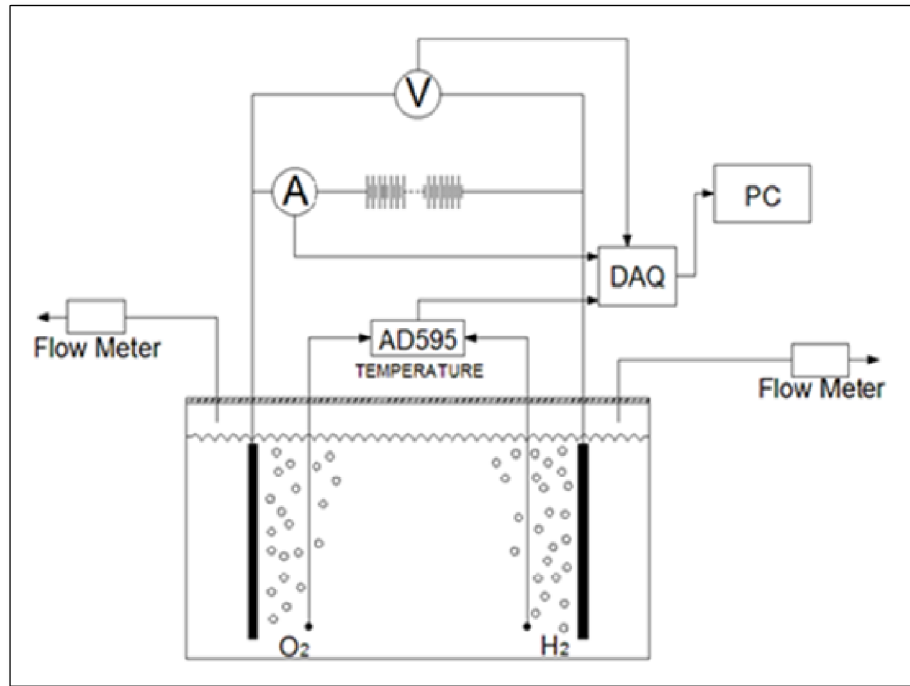 V
A
PC
DAQ
Flow Meter
AD595
TEMPERATURE
Flow Meter
O₂
H₂